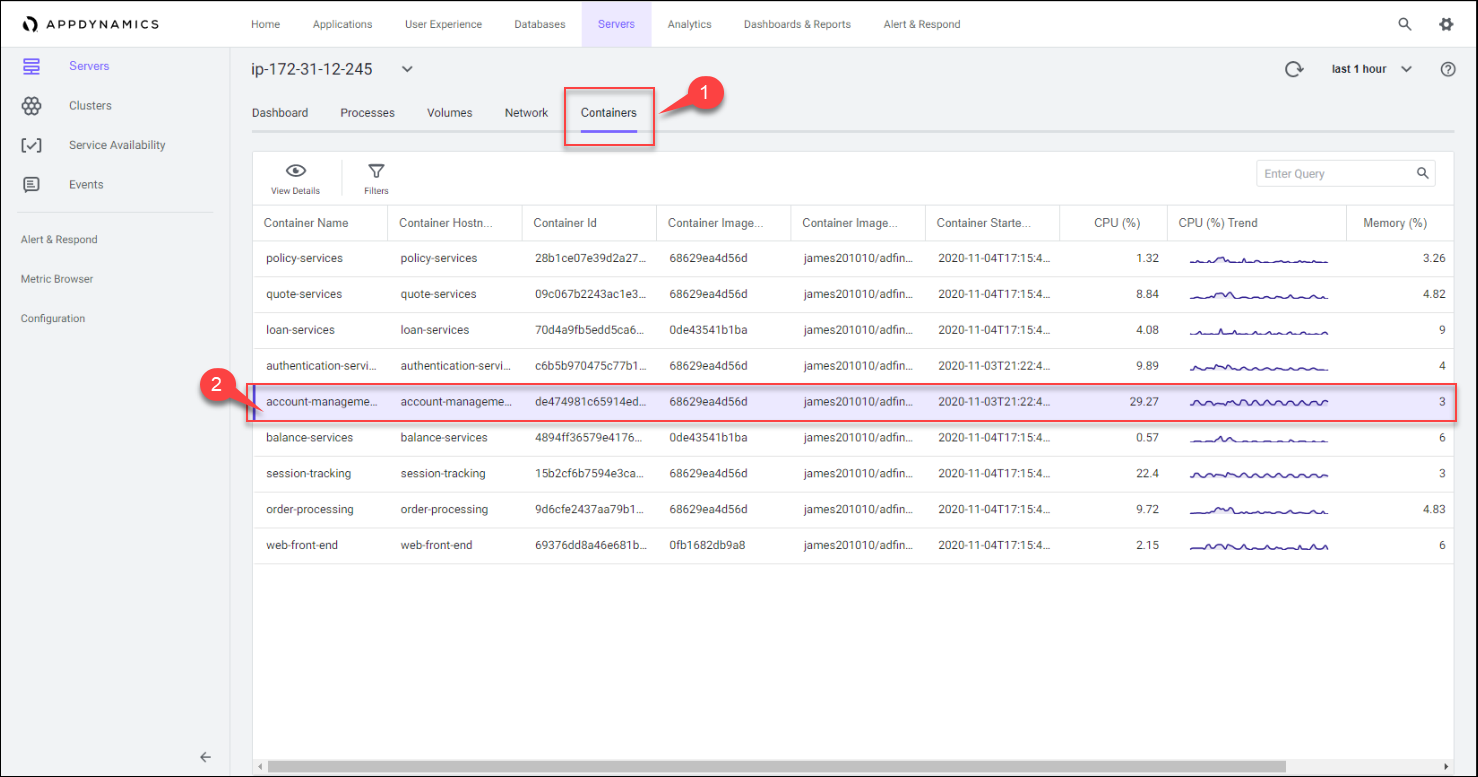 APPDYNAMICS Home Applications User Experience Databases Servers Analytics Dashboards & Reports Alert & Respond
Servers
Clusters
Service Availability
Events
Alert & Respond
Metric Browser
Configuration
ip-172-31-12-245 last 1 hour
Dashboard Processes Volumes Network Containers 1
View Details Filters Enter Query
Container Name Container Hostn... Container Id Container Image... Container Image... Container Starte... CPU (%) CPU (%) Trend Memory (%)
policy-services policy-services 28b1ce07e39d2a27... 68629ea4d56d james201010/adfin... 2020-11-04T17:15:4... 1.32 3.26
quote-services quote-services 09c067b2243ac1e3... 68629ea4d56d james201010/adfin... 2020-11-04T17:15:4... 8.84 4.82
loan-services loan-services 70d4a9fb5edd5ca6... 0de43541b1ba james201010/adfin... 2020-11-04T17:15:4... 4.08 9
authentication-servi... authentication-servi... c6b5b970475c77b1... 68629ea4d56d james201010/adfin... 2020-11-03T21:22:4... 9.89 4
2 account-manageme... account-manageme... de474981c65914ed... 68629ea4d56d james201010/adfin... 2020-11-03T21:22:4... 29.27 3
balance-services balance-services 4894ff36579e4176... 0de43541b1ba james201010/adfin... 2020-11-04T17:15:4... 0.57 6
session-tracking session-tracking 15b2cf6b7594e3ca... 68629ea4d56d james201010/adfin... 2020-11-04T17:15:4... 22.4 3
order-processing order-processing 9d6cfe2437aa79b1... 68629ea4d56d james201010/adfin... 2020-11-04T17:15:4... 9.72 4.83
web-front-end web-front-end 69376dd8a46e681b... 0fb1682db9a8 james201010/adfin... 2020-11-04T17:15:4... 2.15 6